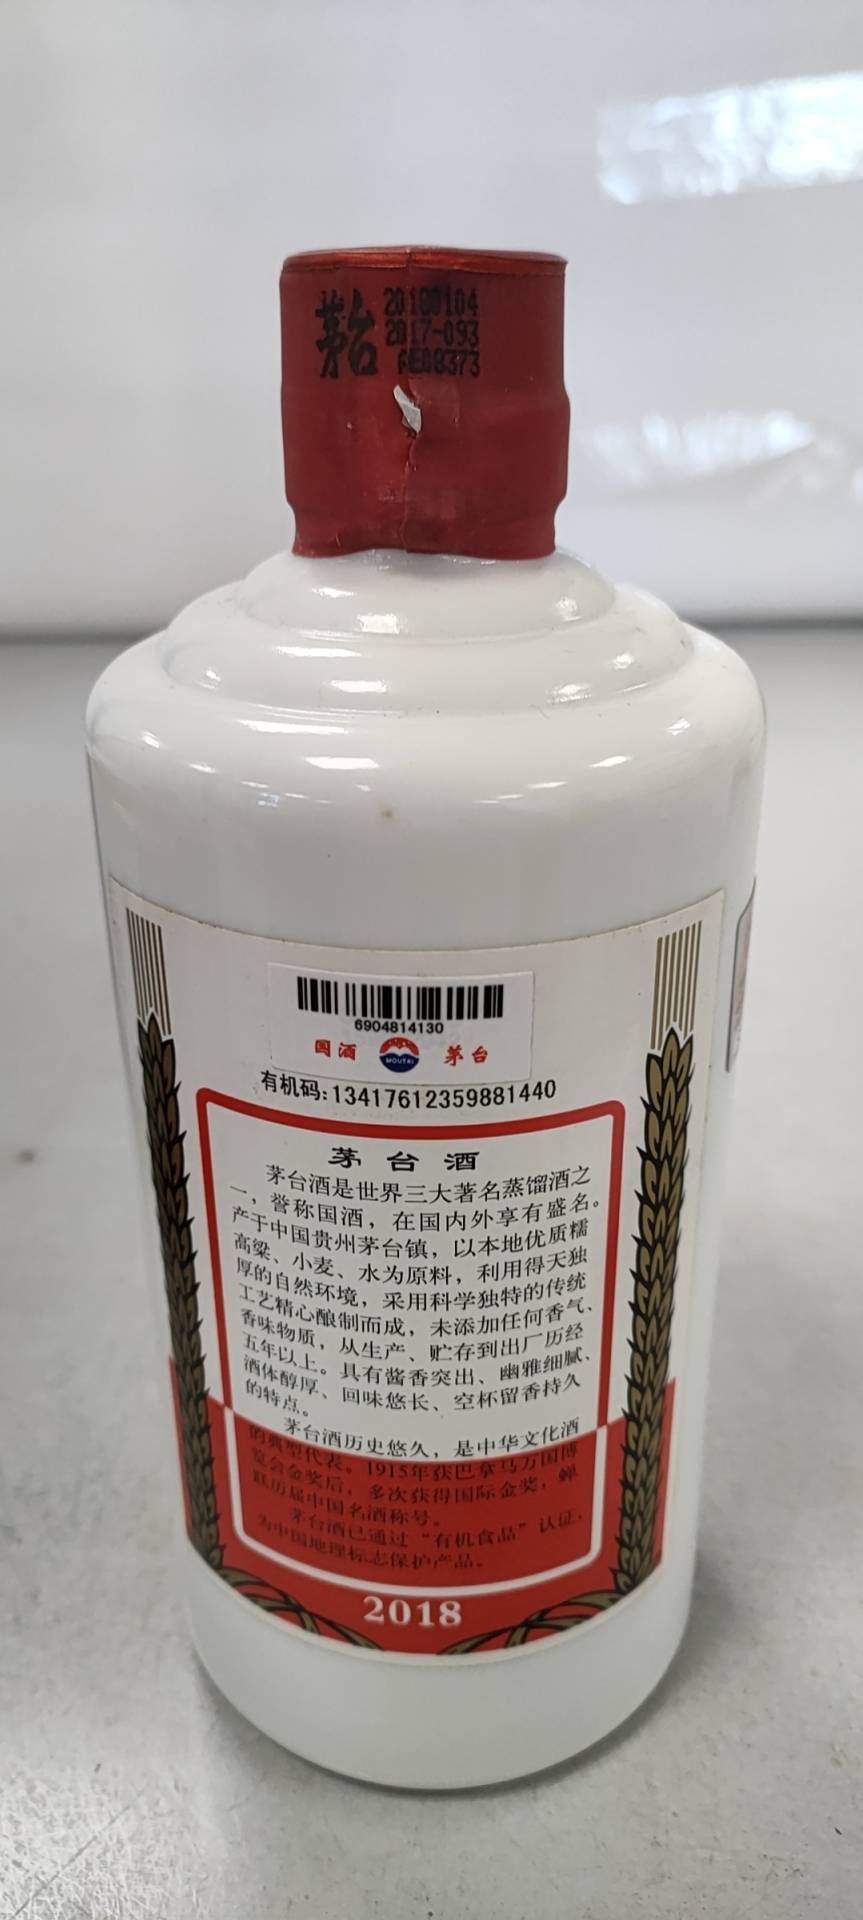 茅台
20180104
2017-093
6904814130
国酒
MOUTAI
茅台
有机码:13417612359881440
茅台酒
茅台酒是世界三大著名蒸馏酒之
一，誉称国酒，在国内外享有盛名。
产于中国贵州茅台镇，以本地优质糯
高粱、小麦、水为原料，利用得天独
厚的自然环境，采用科学独特的传统
工艺精心酿制而成，未添加任何香气、
香味物质，从生产、贮存到出厂历经
五年以上。具有酱香突出、幽雅细腻、
酒体醇厚、回味悠长、空杯留香持久
的特点。
茅台酒历史悠久，是中华文化酒
的典型代表。1915年获巴拿马万国博
览会金奖后，多次获得国际金奖，蝉
联历届中国名酒称号。
茅台酒已通过“有机食品”认证，
为中国地理标志保护产品。
2018